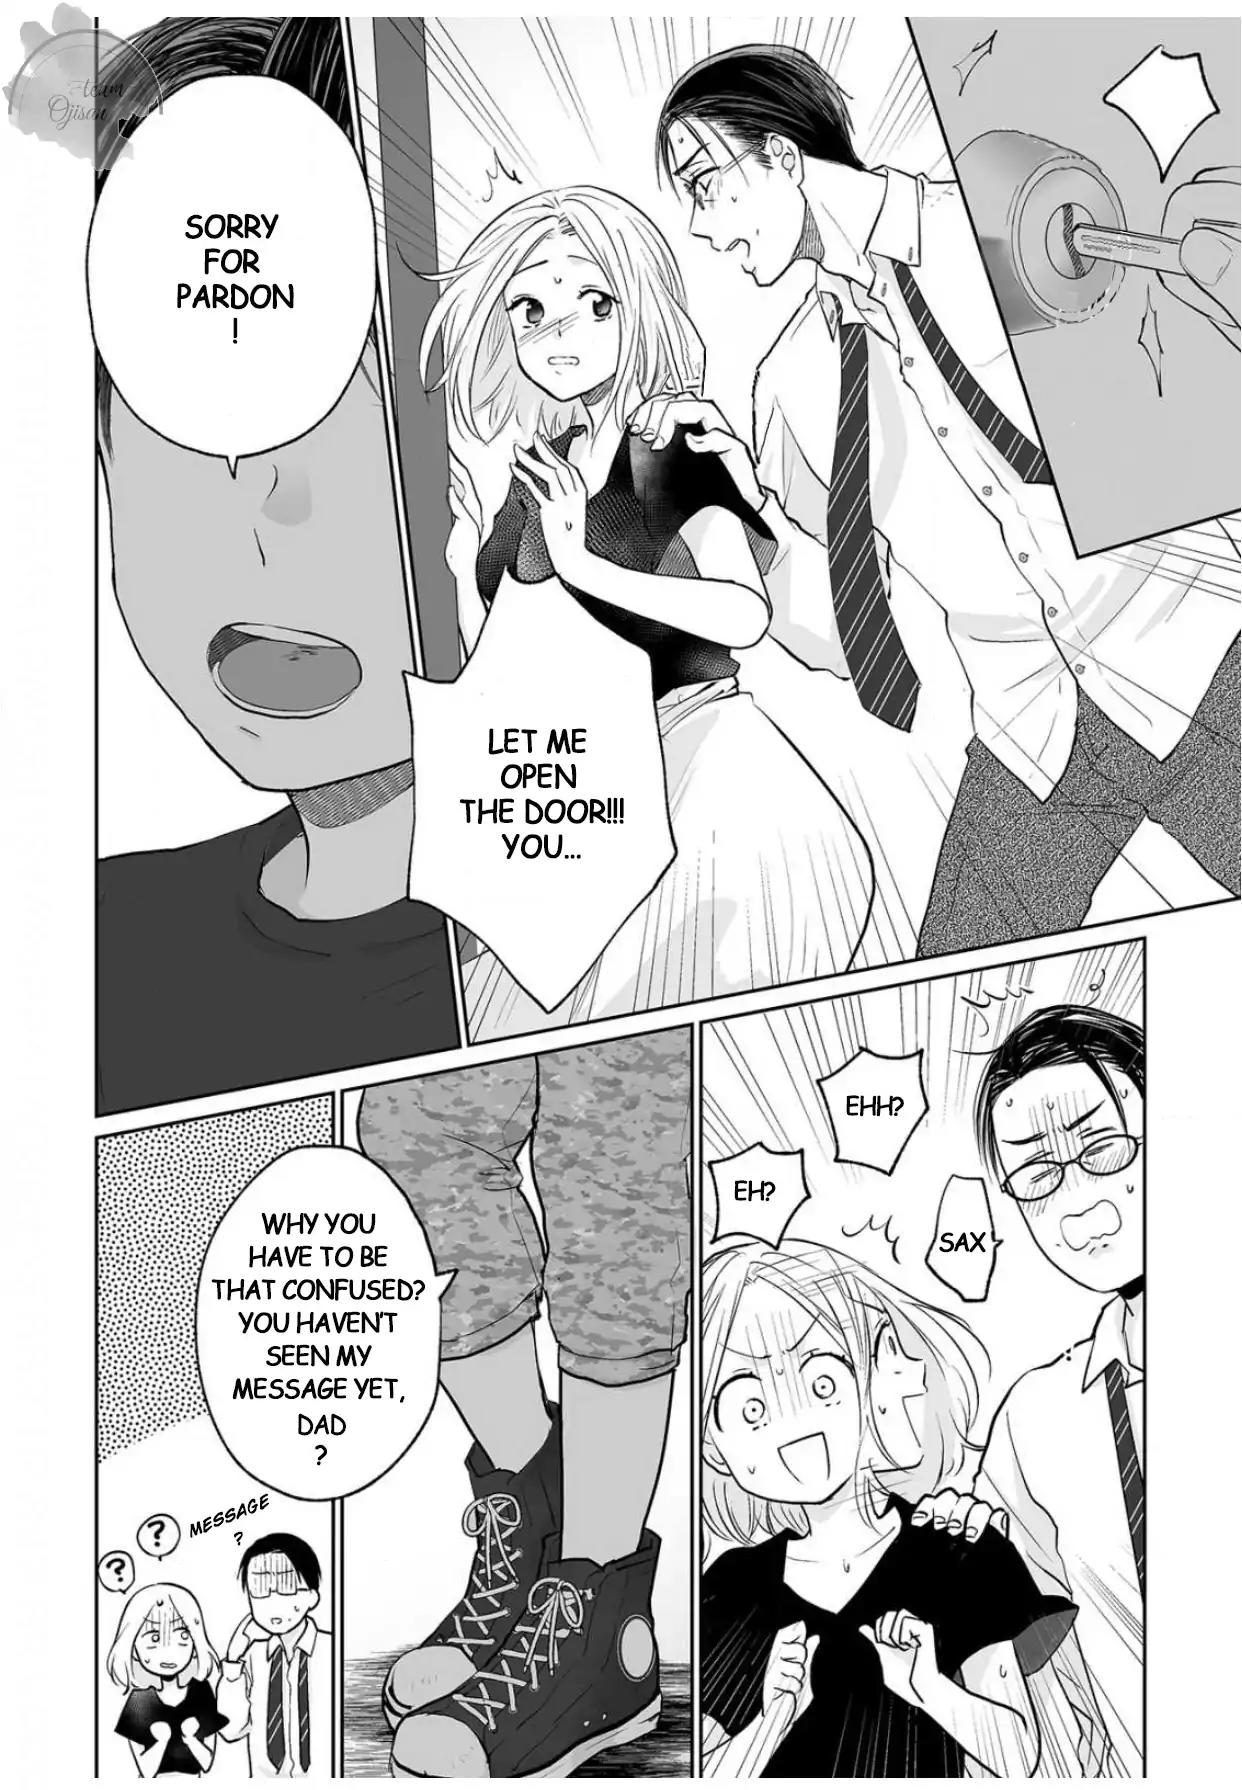 team
Ojisan
LET ME
OPEN
THE DOOR!!!
YOU...
SORRY
FOR
PARDON
!
EHH?
EH?
SAX
WHY YOU
HAVE TO BE
THAT CONFUSED?
YOU HAVEN'T
SEEN MY
MESSAGE YET,
DAD
?
MESSAGE
?
?
?